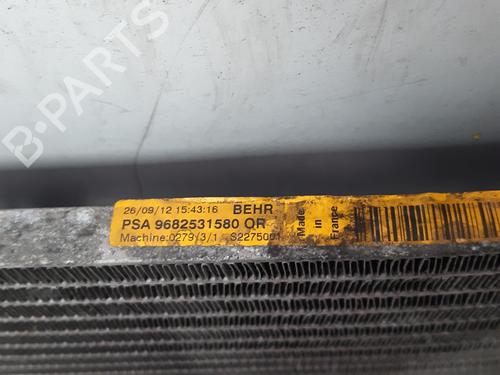 B-PARTS
26/09/12 15:43:16 BEHR
PSA 9682531580 OR
Machine:0279/3/1 S2275001
Made
in
France